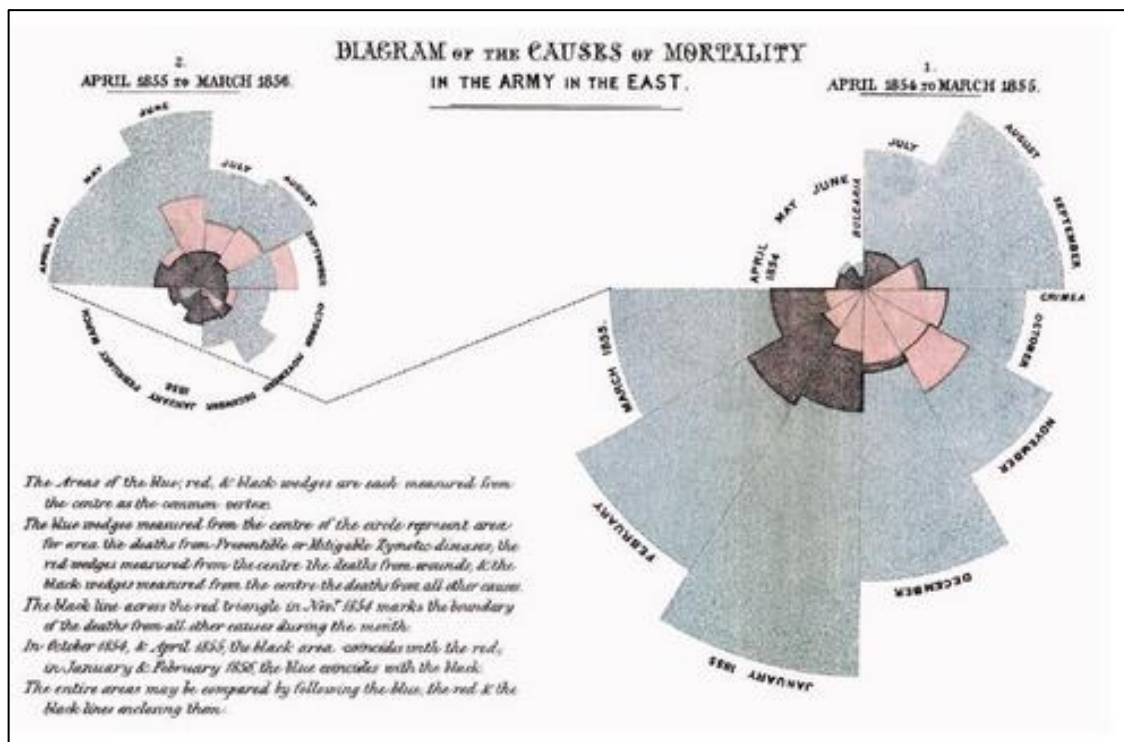 DIAGRAM OF THE CAUSES OF MORTALITY
IN THE ARMY IN THE EAST.
2.
APRIL 1855 TO MARCH 1856.
1.
APRIL 1854 TO MARCH 1855.
APRIL 1855
MAY
JUNE
JULY
AUGUST
SEPTEMBER
OCTOBER
NOVEMBER
DECEMBER
JANUARY
1856
FEBRUARY
MARCH
APRIL
1854
MAY
JUNE
BULGARIA
JULY
AUGUST
SEPTEMBER
CRIMEA
OCTOBER
NOVEMBER
DECEMBER
JANUARY 1855
FEBRUARY
MARCH 1855.
The Areas of the blue, red, & black wedges are each measured from
the centre as the common vertex.
The blue wedges measured from the centre of the circle represent area
for area the deaths from Preventible or Mitigable Zymotic diseases, the
red wedges measured from the centre the deaths from wounds, & the
black wedges measured from the centre the deaths from all other causes.
The black line across the red triangle in Novr. 1854 marks the boundary
of the deaths from all other causes during the month.
In October 1854, & April 1855, the black area coincides with the red,
in January & February 1856, the blue coincides with the black.
The entire areas may be compared by following the blue, the red & the
black lines enclosing them.